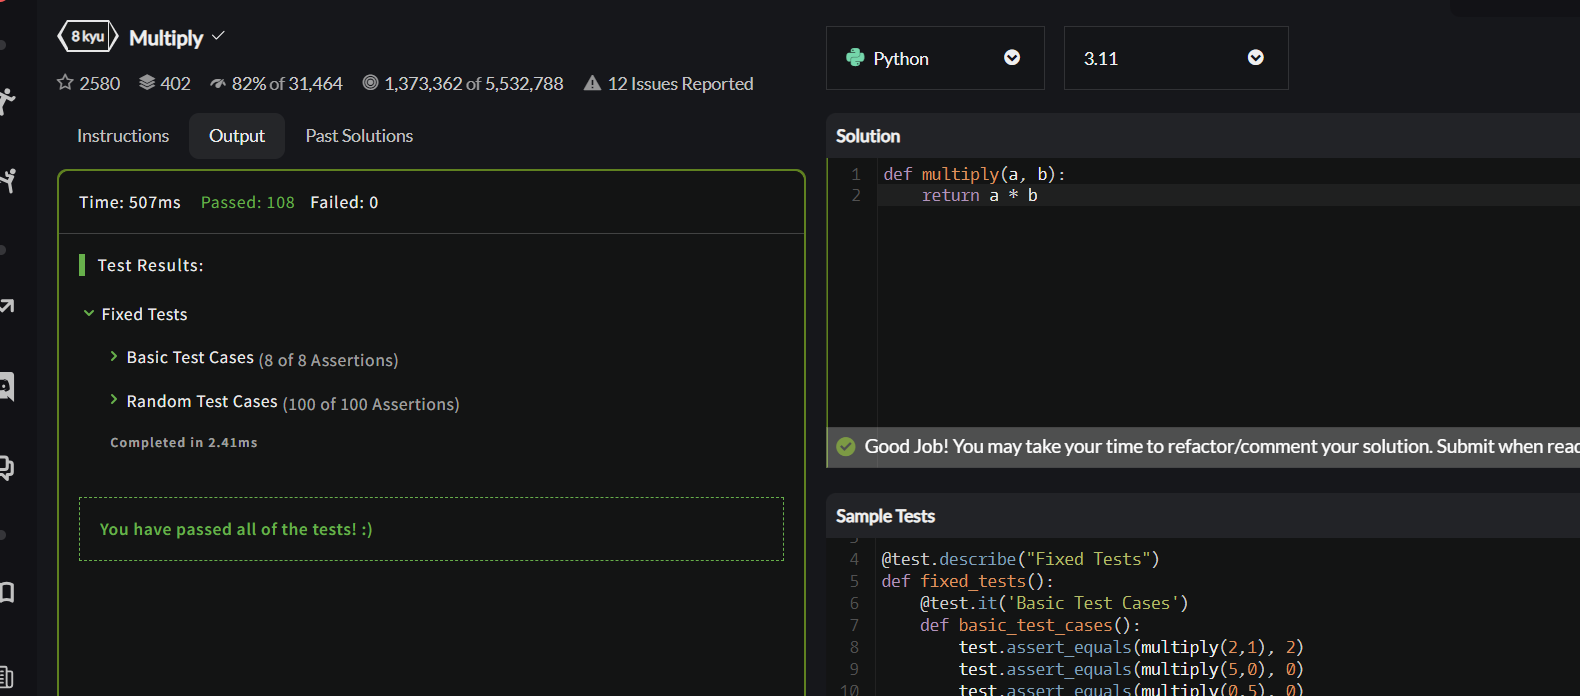 8 kyu Multiply
2580 402 82% of 31,464 1,373,362 of 5,532,788 12 Issues Reported
Instructions Output Past Solutions
Time: 507ms Passed: 108 Failed: 0
Test Results:
Fixed Tests
Basic Test Cases (8 of 8 Assertions)
Random Test Cases (100 of 100 Assertions)
Completed in 2.41ms
You have passed all of the tests! :)
Python 3.11
Solution
1 def multiply(a, b):
2 return a * b
Good Job! You may take your time to refactor/comment your solution. Submit when
Sample Tests
4 @test.describe("Fixed Tests")
5 def fixed_tests():
6 @test.it('Basic Test Cases')
7 def basic_test_cases():
8 test.assert_equals(multiply(2,1), 2)
9 test.assert_equals(multiply(5,0), 0)
10 test.assert_equals(multiply(0,5), 0)